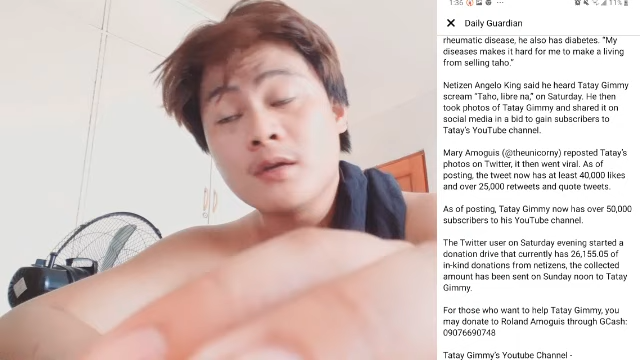 1:36
11%
✕ Daily Guardian
rheumatic disease, he also has diabetes. "My
diseases makes it hard for me to make a living
from selling taho."
Netizen Angelo King said he heard Tatay Gimmy
scream "Taho, libre na," on Saturday. He then
took photos of Tatay Gimmy and shared it on
social media in a bid to gain subscribers to
Tatay's YouTube channel.
Mary Amoguis (@theunicorny) reposted Tatay's
photos on Twitter, it then went viral. As of
posting, the tweet now has at least 40,000 likes
and over 25,000 retweets and quote tweets.
As of posting, Tatay Gimmy now has over 50,000
subscribers to his YouTube channel.
The Twitter user on Saturday evening started a
donation drive that currently has 26,155.05 of
in-kind donations from netizens, the collected
amount has been sent on Sunday noon to Tatay
Gimmy.
For those who want to help Tatay Gimmy, you
may donate to Roland Amoguis through GCash:
09076690748
Tatay Gimmy's Youtube Channel -